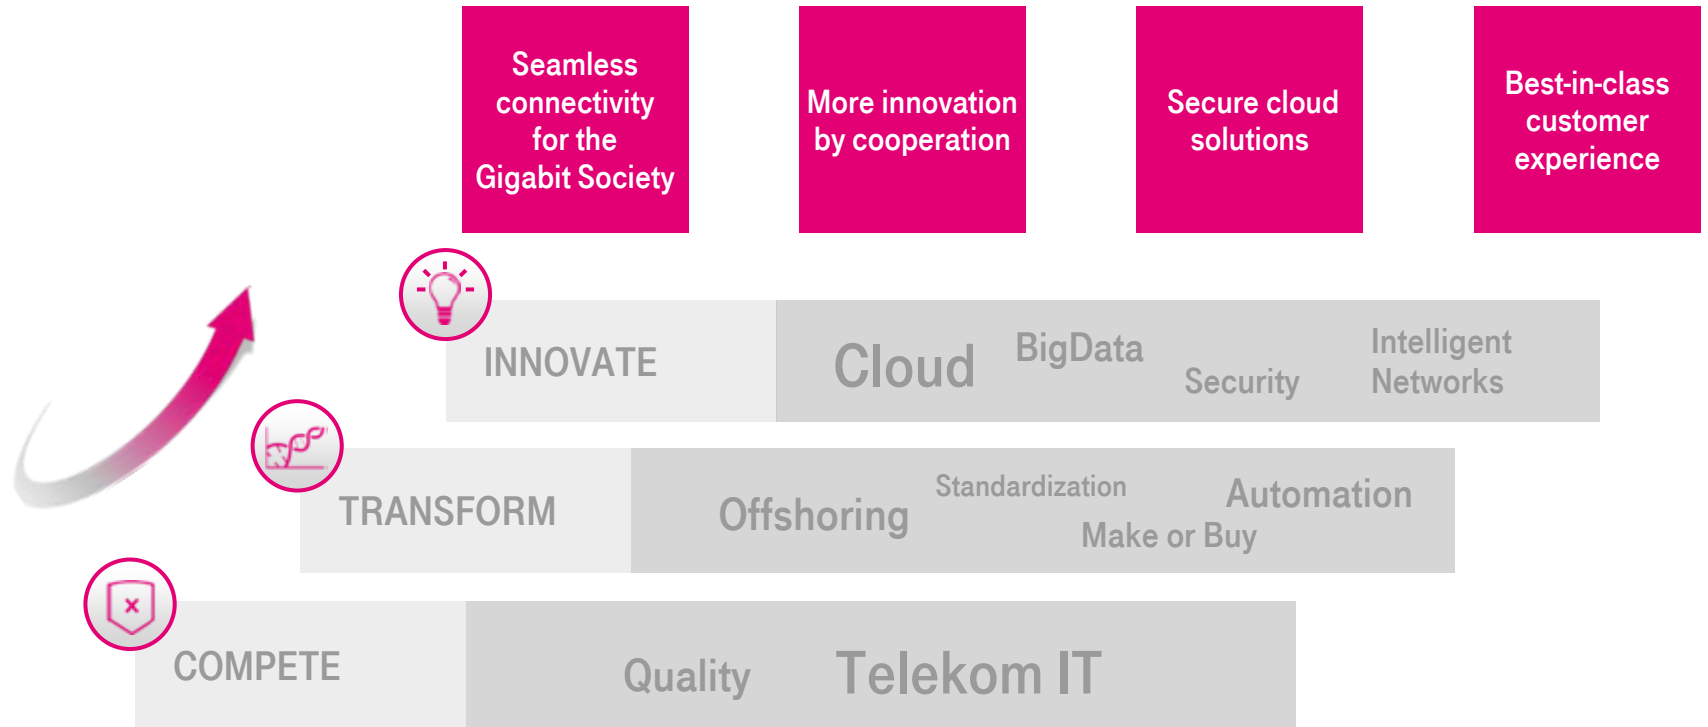 Seamless
connectivity
for the
Gigabit Society
More innovation
by cooperation
Secure cloud
solutions
Best-in-class
customer
experience
INNOVATE
Cloud
BigData
Security
Intelligent
Networks
TRANSFORM
Offshoring
Standardization
Make or Buy
Automation
COMPETE
Quality
Telekom IT